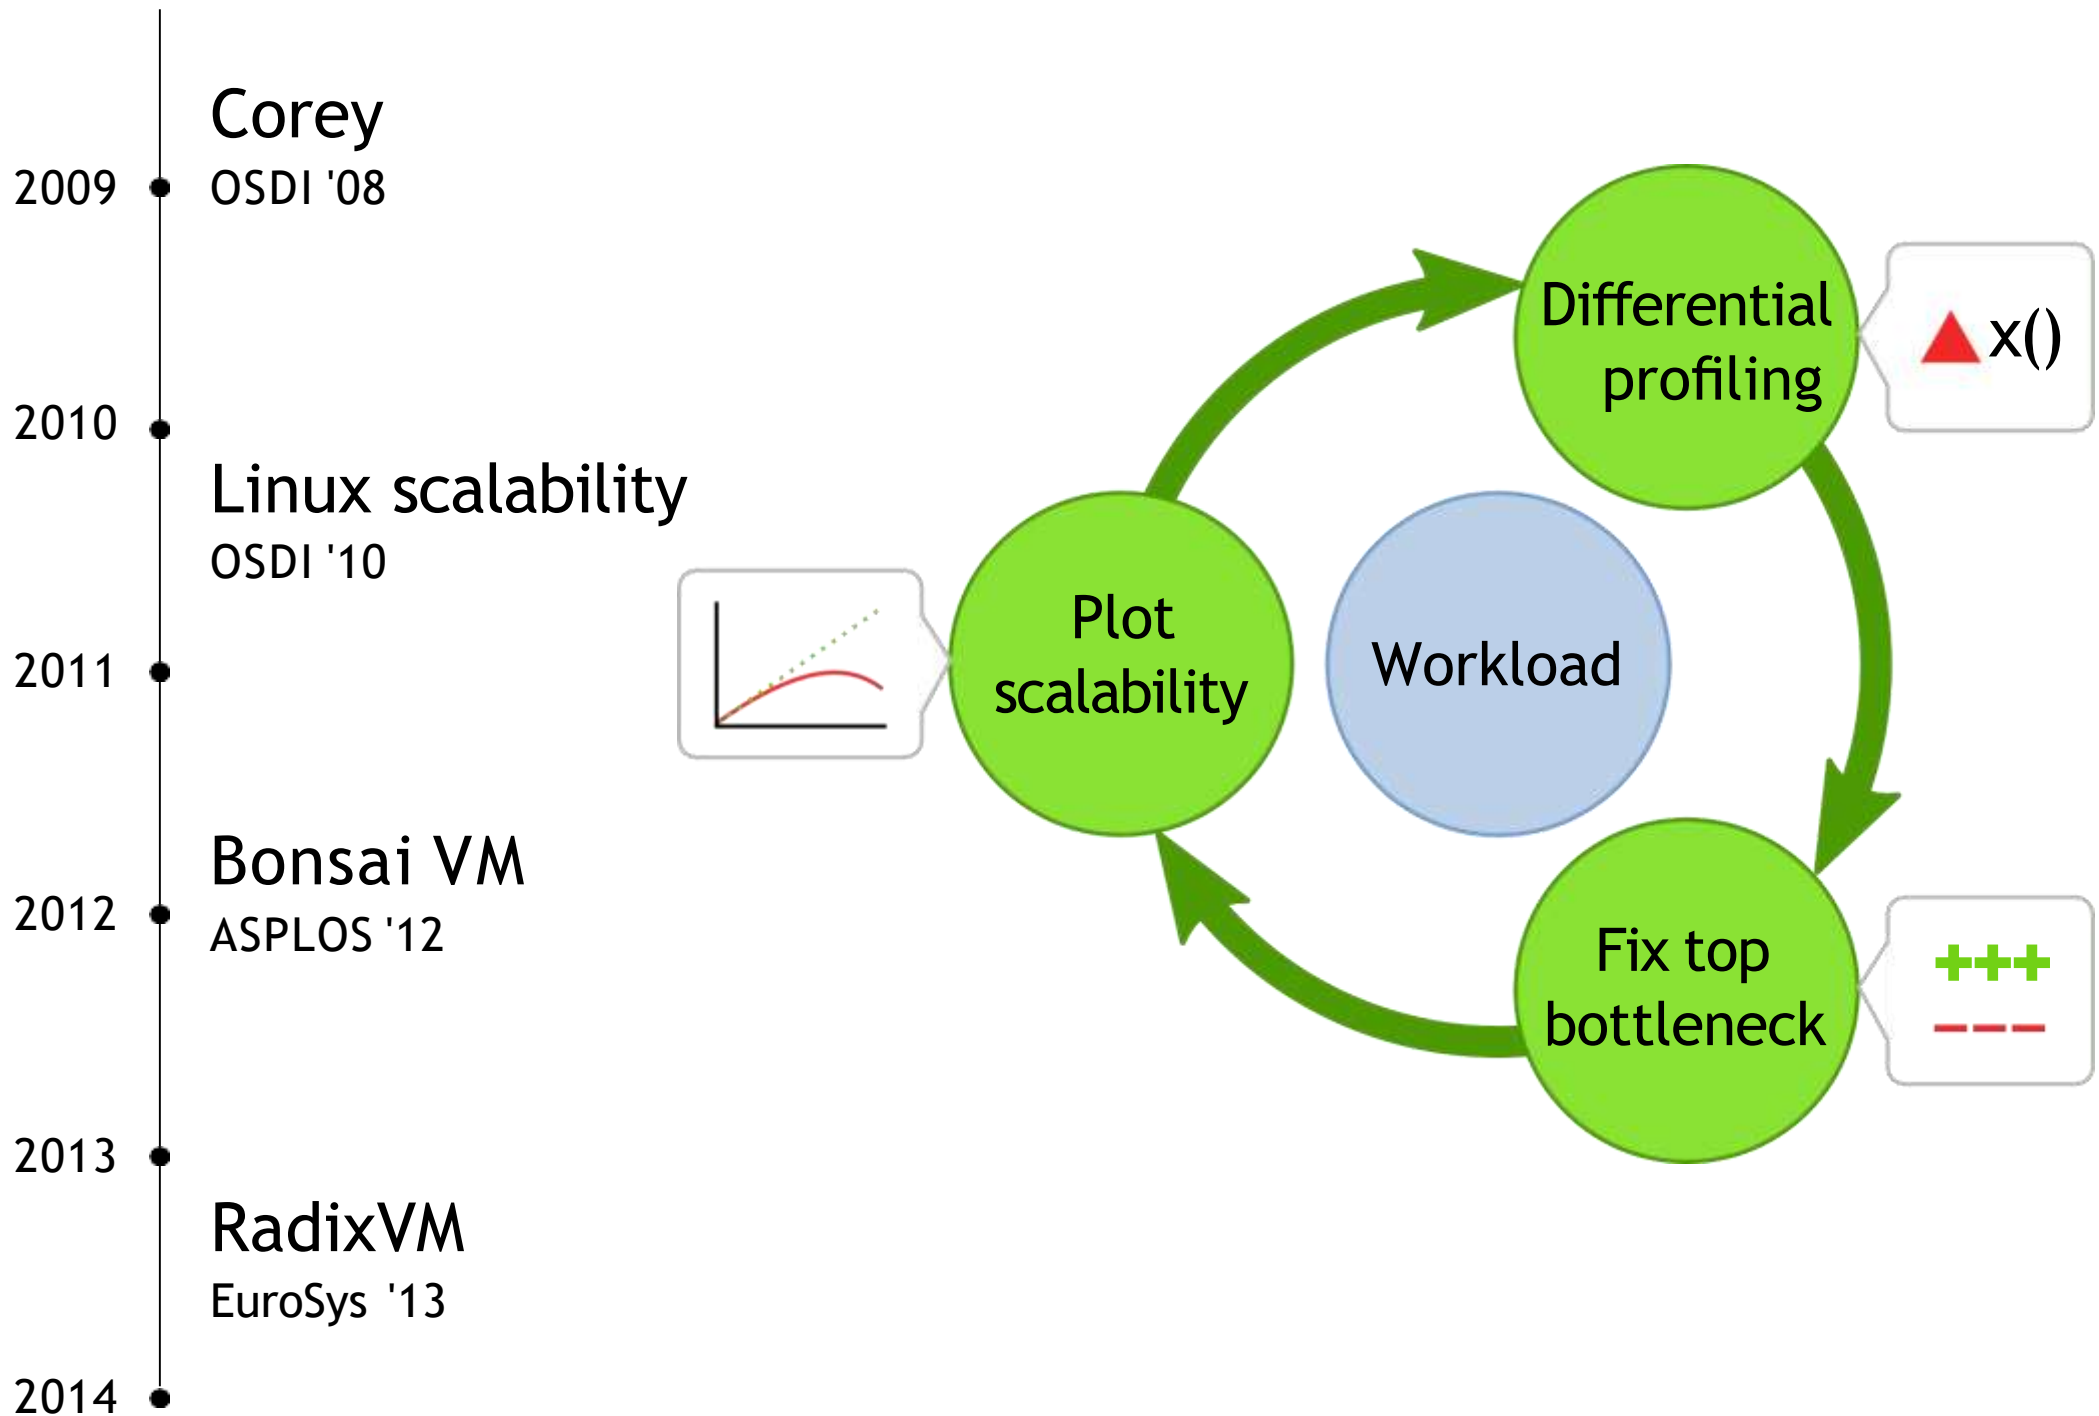 Corey
2009
OSDI '08
2010
Linux scalability
OSDI '10
2011
Bonsai VM
2012
ASPLOS '12
2013
RadixVM
EuroSys '13
2014
Differential
profiling
x()
Plot
scalability
Workload
Fix top
bottleneck
+++
---